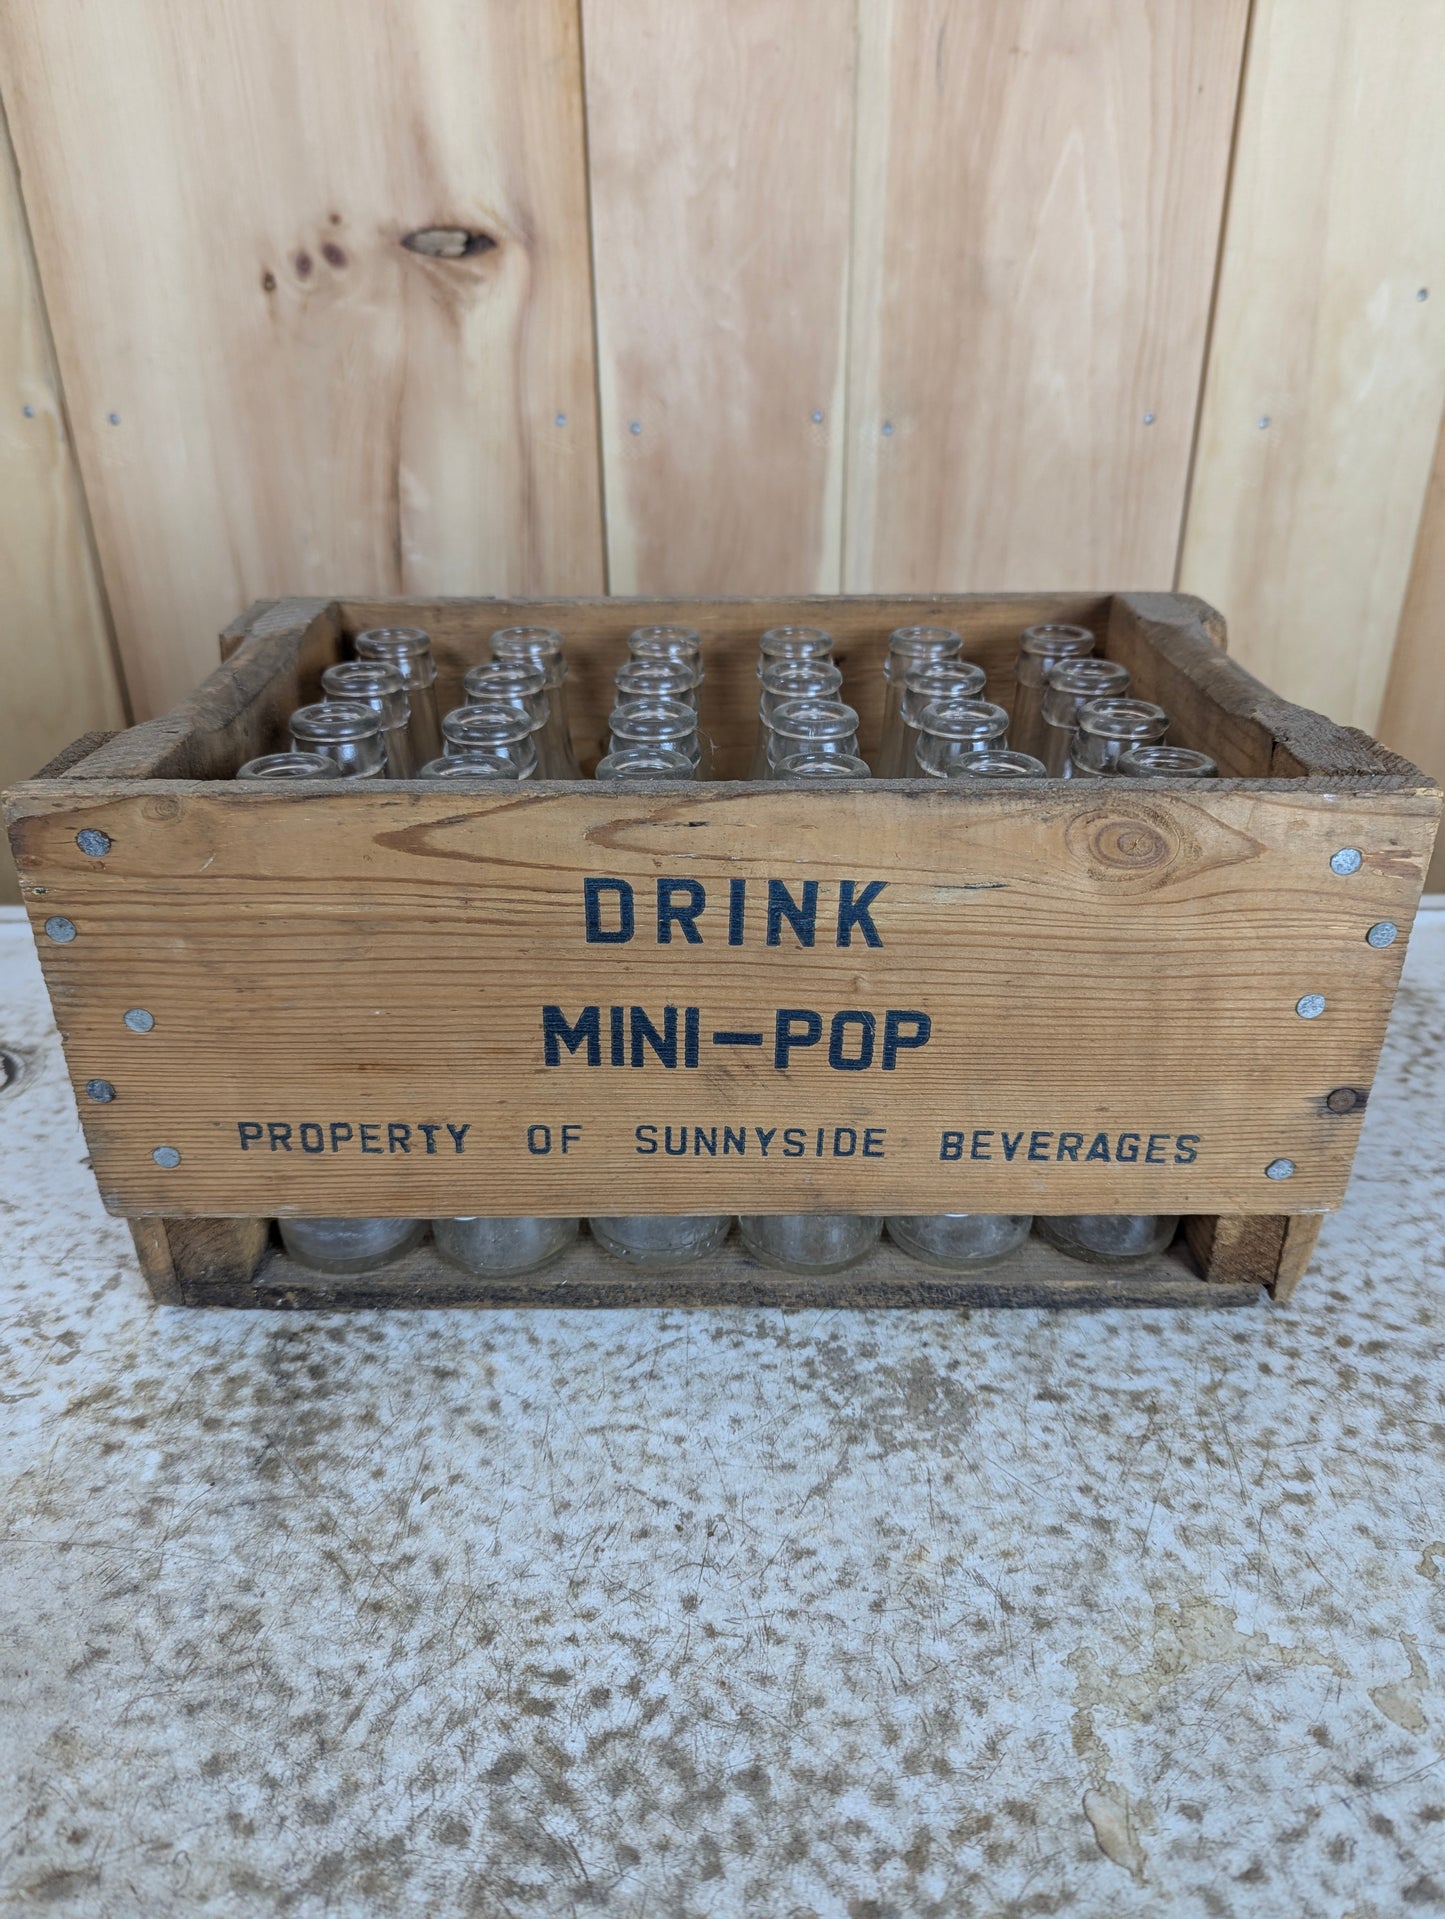 DRINK
MINI-POP
PROPERTY OF SUNNYSIDE BEVERAGES